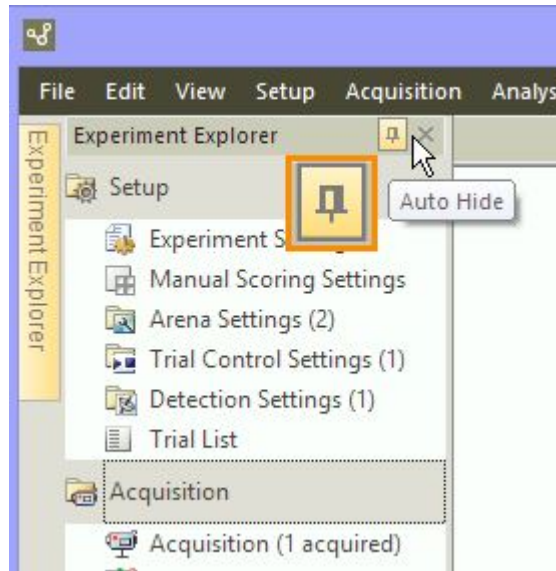 File Edit View Setup Acquisition Analys
Experiment Explorer
Experiment Explorer
Setup
Auto Hide
Experiment S
Manual Scoring Settings
Arena Settings (2)
Trial Control Settings (1)
Detection Settings (1)
Trial List
Acquisition
Acquisition (1 acquired)